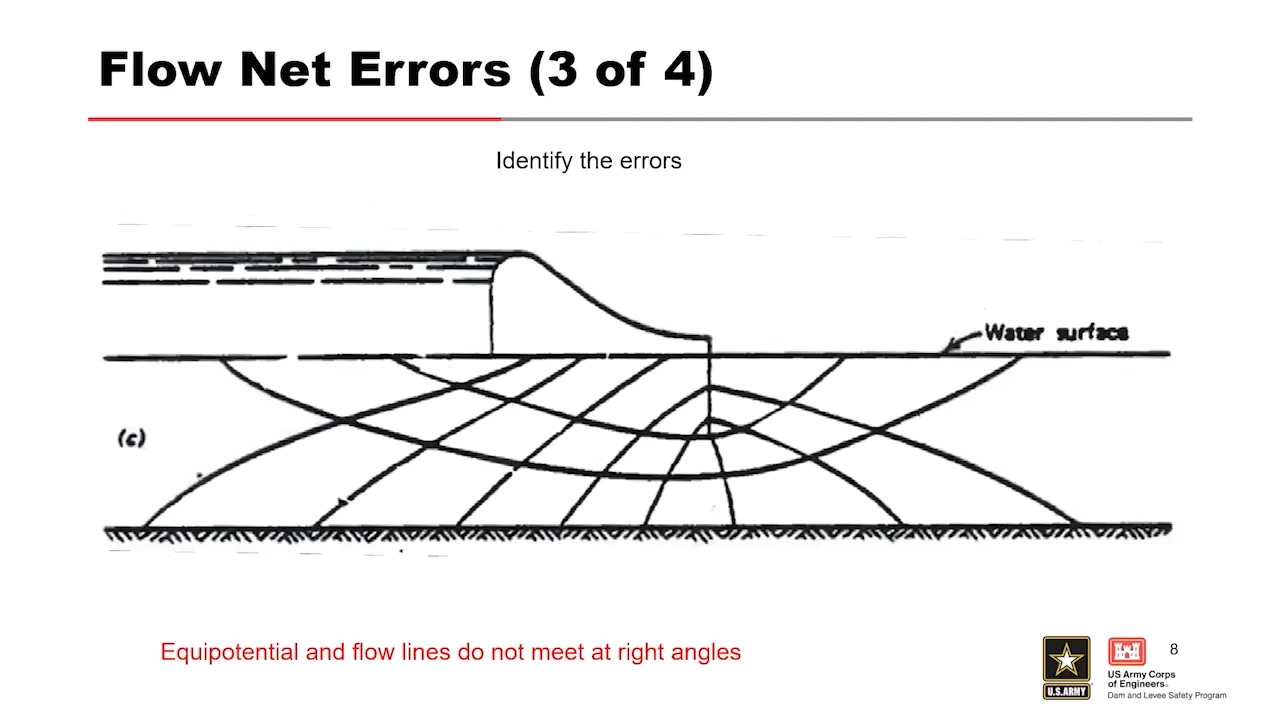 Flow Net Errors (3 of 4)
Identify the errors
Water surface
(c)
Equipotential and flow lines do not meet at right angles
8
U.S.ARMY
US Army Corps
of Engineers®
Dam and Levee Safety Program